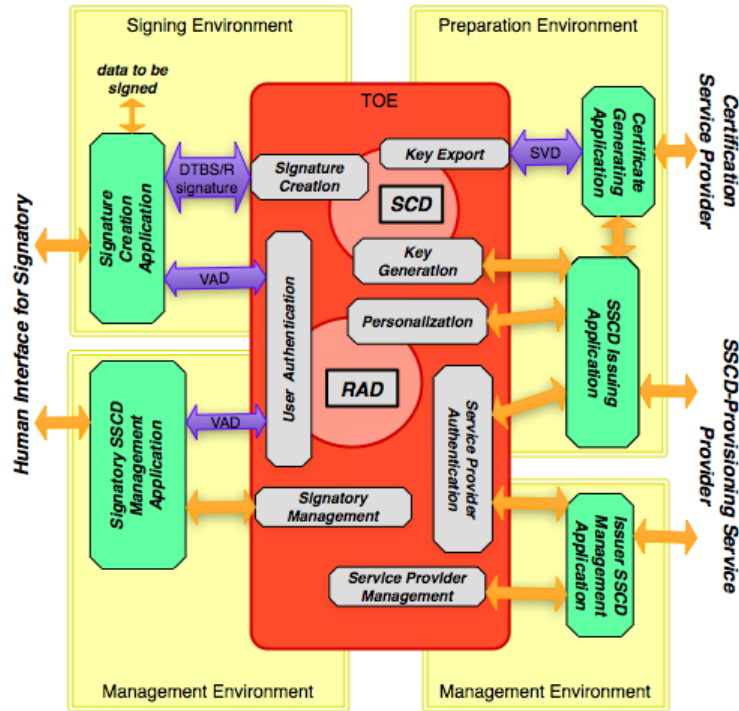 Signing Environment
Preparation Environment
data to be
signed
TOE
Signature
Creation
Application
DTBS/R
signature
Signature
Creation
Key Export
SVD
Certificate
Generating
Application
Certification
Service Provider
SCD
Human Interface for Signatory
VAD
User Authentication
Key
Generation
Personalization
SSCD Issuing
Application
RAD
Signatory SSCD
Management
Application
VAD
Service Provider
Authentication
SSCD-Provisioning Service
Provider
Signatory
Management
Issuer SSCD
Management
Application
Service Provider
Management
Management Environment
Management Environment